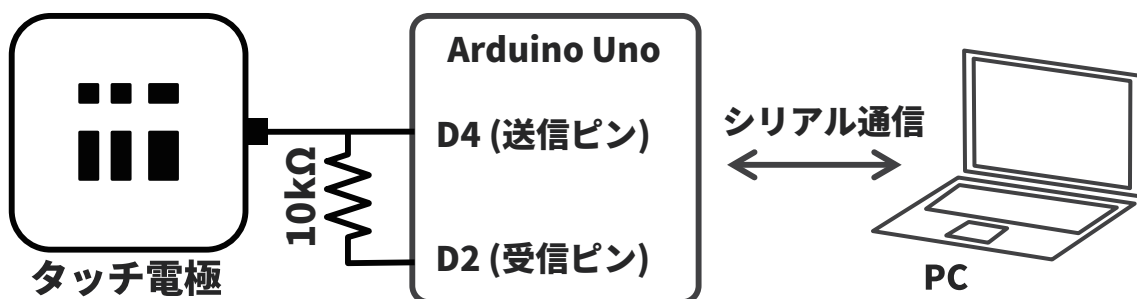 Arduino Uno
D4 (送信ピン)
シリアル通信
10kΩ
D2 (受信ピン)
タッチ電極
PC